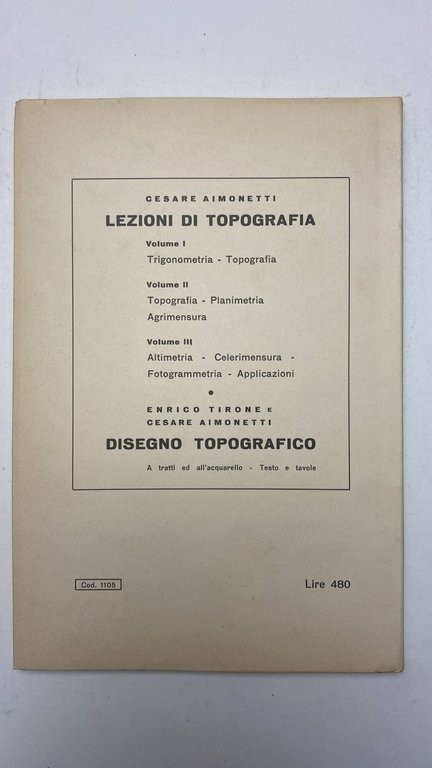 CESARE AIMONETTI
LEZIONI DI TOPOGRAFIA
Volume I
Trigonometria - Topografia
Volume II
Topografia - Planimetria
Agrimensura
Volume III
Altimetria - Celerimensura -
Fotogrammetria - Applicazioni
•
ENRICO TIRONE E
CESARE AIMONETTI
DISEGNO TOPOGRAFICO
A tratti ed all'acquarello - Testo e tavole
Cod. 1105
Lire 480